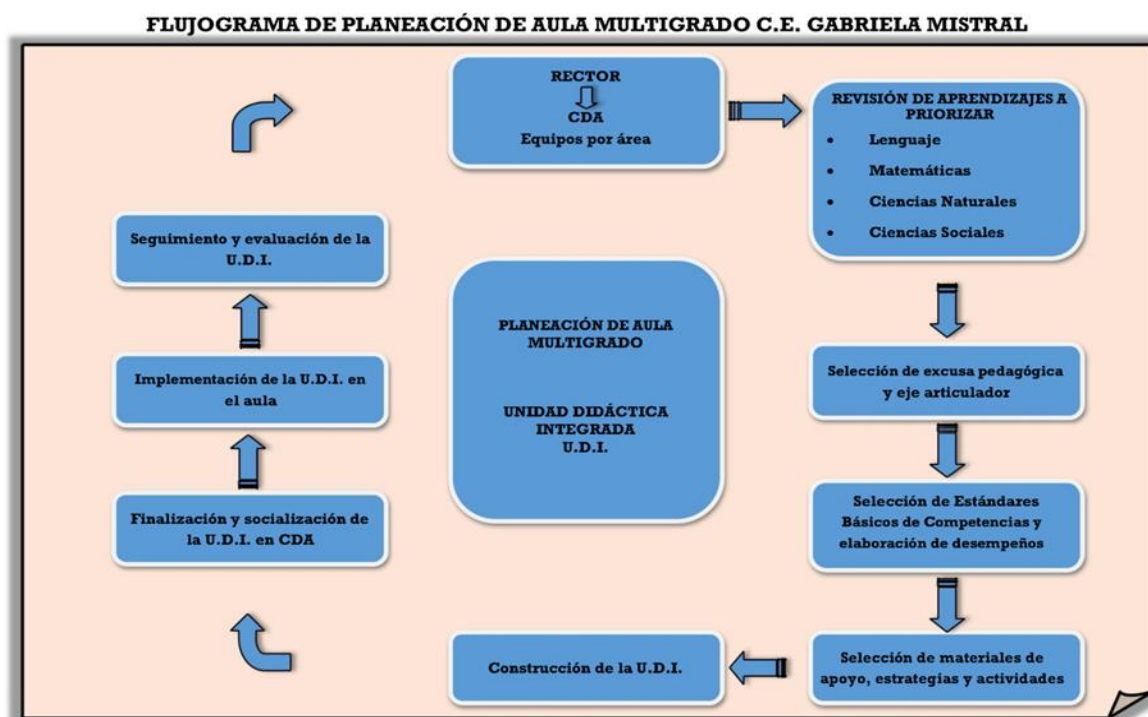 FLUJOGRAMA DE PLANEACIÓN DE AULA MULTIGRADO C.E. GABRIELA MISTRAL
RECTOR
CDA
Equipos por área
REVISIÓN DE APRENDIZAJES A
PRIORIZAR
• Lenguaje
• Matemáticas
• Ciencias Naturales
• Ciencias Sociales
Selección de excusa pedagógica
y eje articulador
Selección de Estándares
Básicos de Competencias y
elaboración de desempeños
Selección de materiales de
apoyo, estrategias y actividades
Construcción de la U.D.I.
Finalización y socialización de
la U.D.I. en CDA
Implementación de la U.D.I. en
el aula
Seguimiento y evaluación de la
U.D.I.
PLANEACIÓN DE AULA
MULTIGRADO
UNIDAD DIDÁCTICA
INTEGRADA
U.D.I.